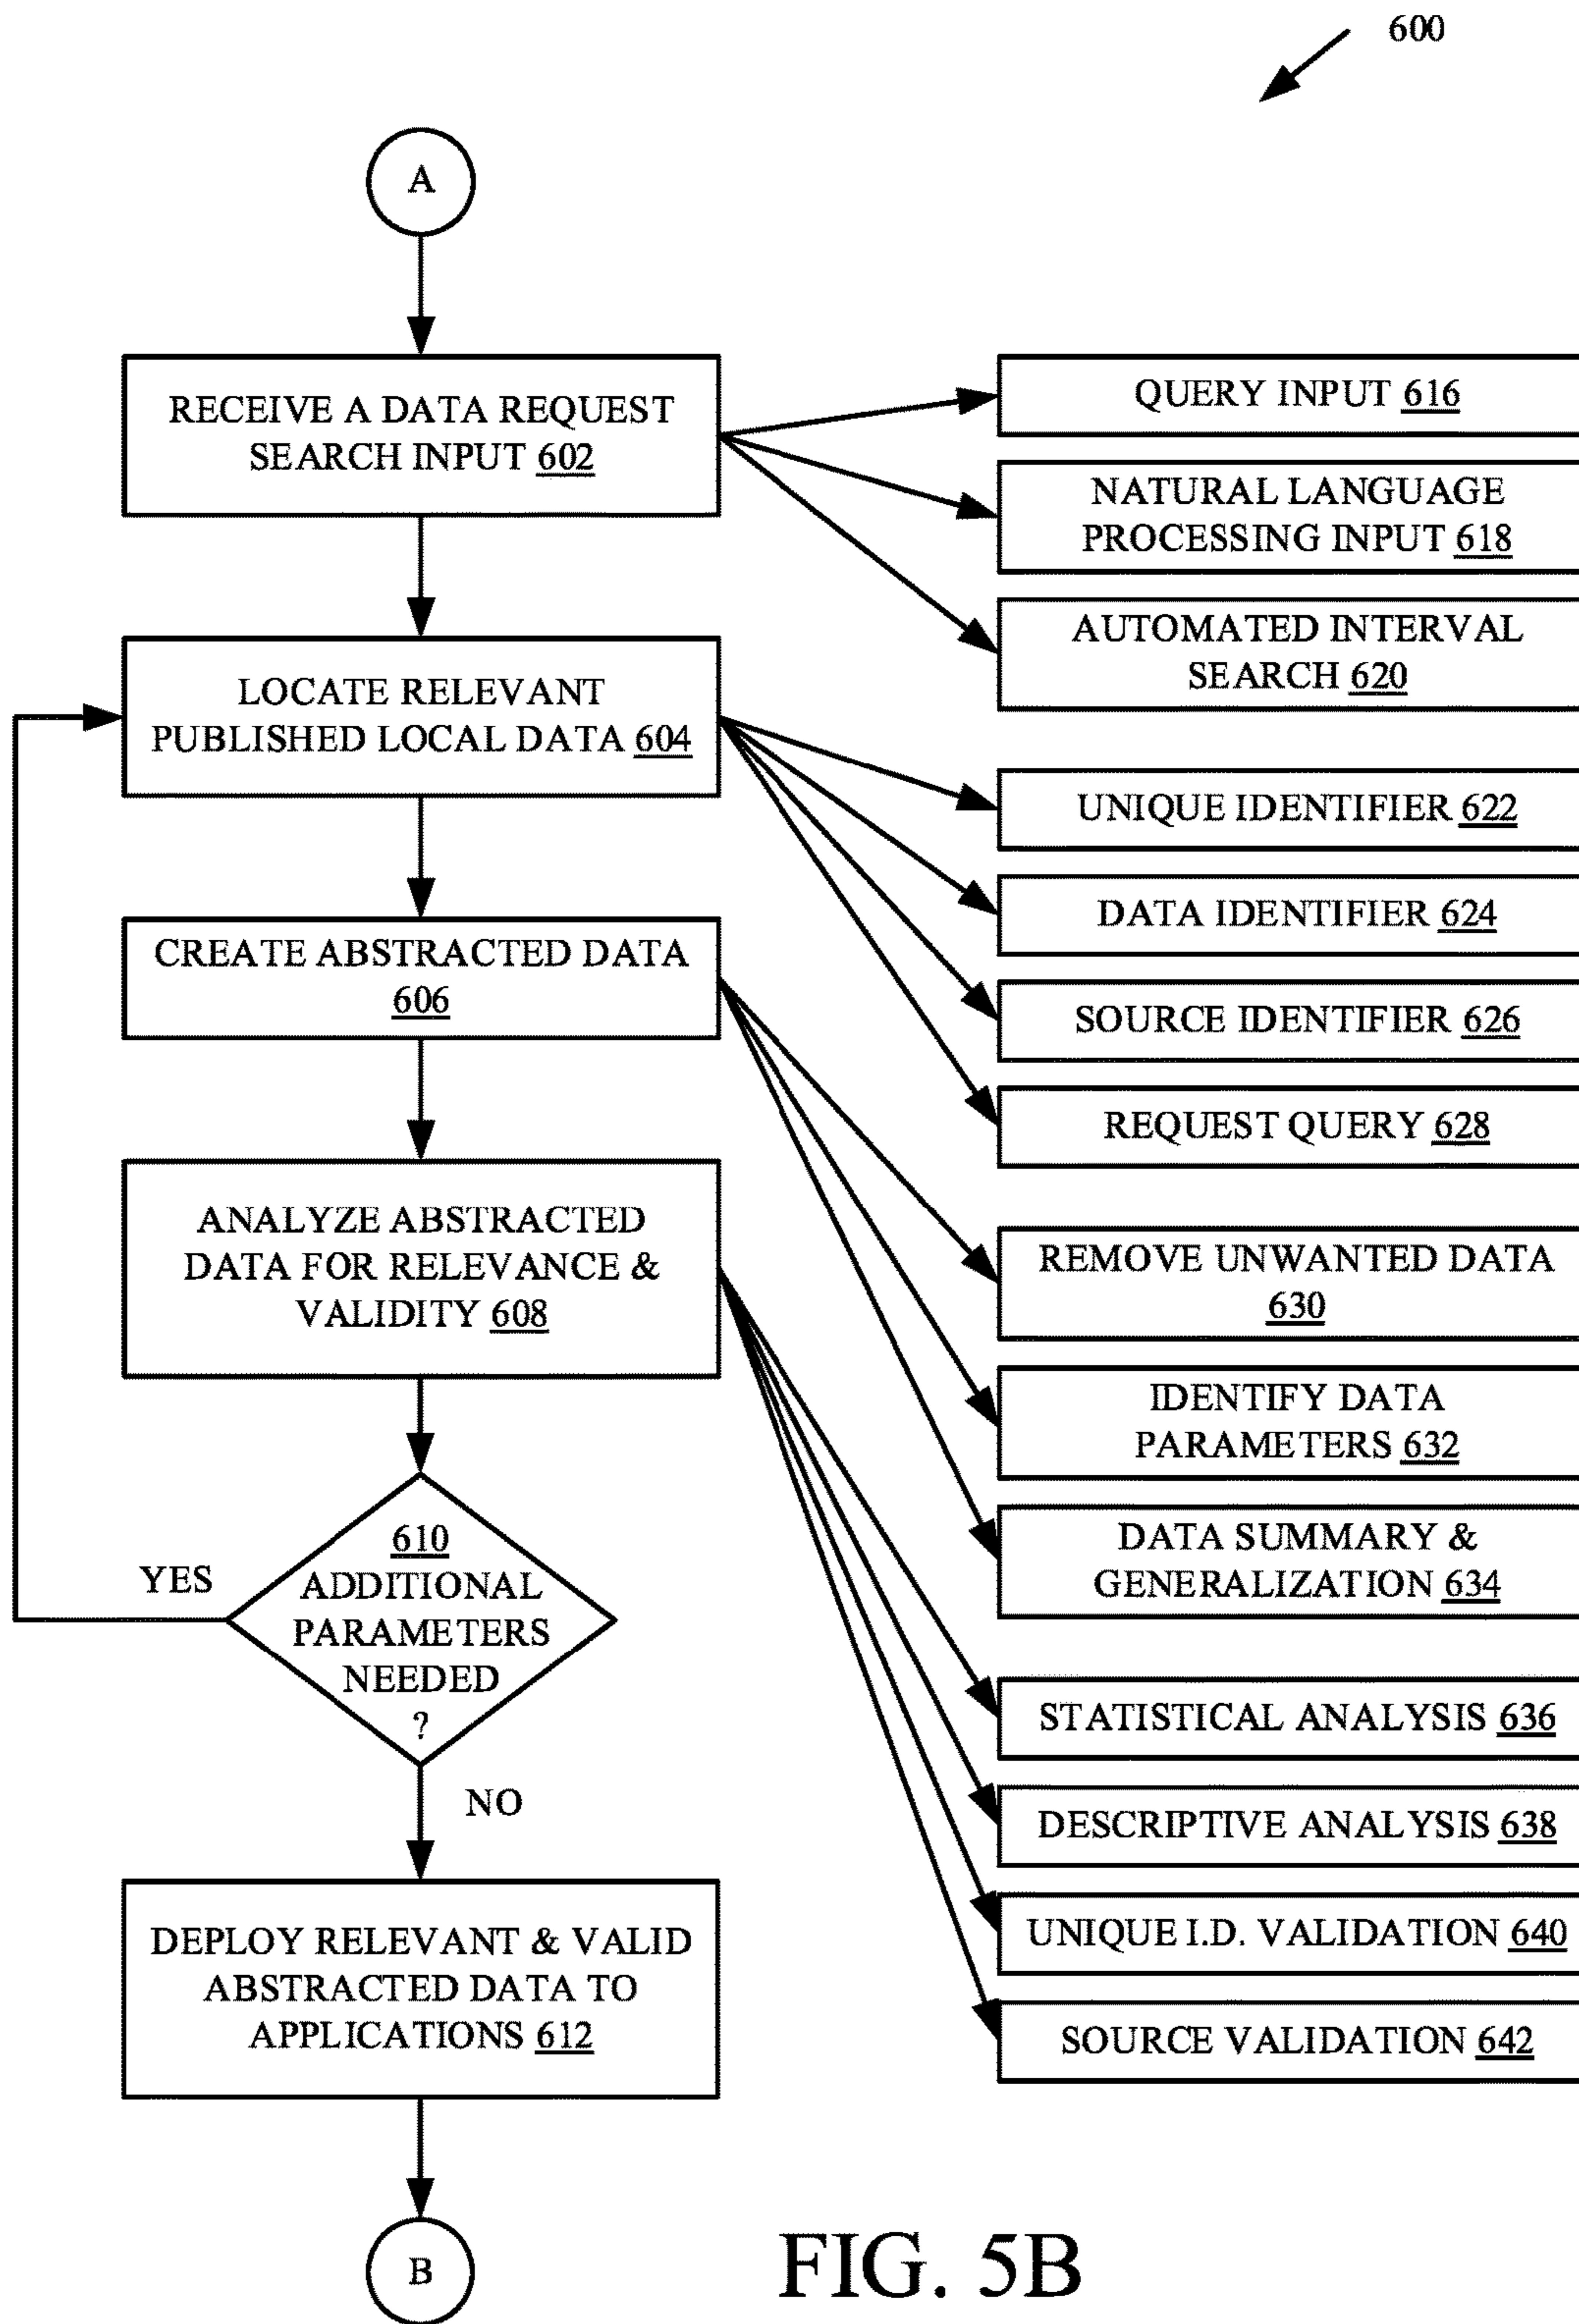 600
A
RECEIVE A DATA REQUEST
SEARCH INPUT 602
LOCATE RELEVANT
PUBLISHED LOCAL DATA 604
CREATE ABSTRACTED DATA
606
ANALYZE ABSTRACTED
DATA FOR RELEVANCE &
VALIDITY 608
610
ADDITIONAL
PARAMETERS
NEEDED
?
YES
NO
DEPLOY RELEVANT & VALID
ABSTRACTED DATA TO
APPLICATIONS 612
B
QUERY INPUT 616
NATURAL LANGUAGE
PROCESSING INPUT 618
AUTOMATED INTERVAL
SEARCH 620
UNIQUE IDENTIFIER 622
DATA IDENTIFIER 624
SOURCE IDENTIFIER 626
REQUEST QUERY 628
REMOVE UNWANTED DATA
630
IDENTIFY DATA
PARAMETERS 632
DATA SUMMARY &
GENERALIZATION 634
STATISTICAL ANALYSIS 636
DESCRIPTIVE ANALYSIS 638
UNIQUE I.D. VALIDATION 640
SOURCE VALIDATION 642
FIG. 5B